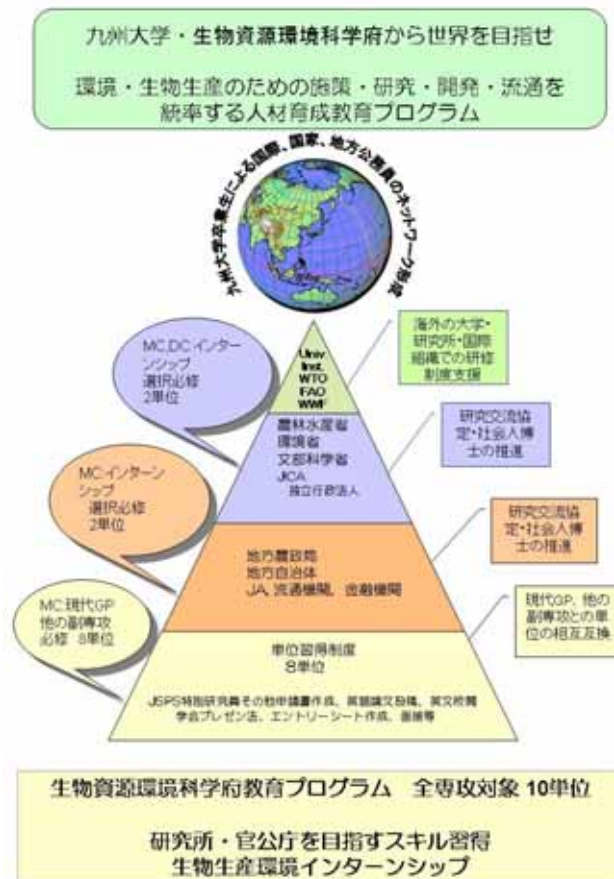 九州大学・生物資源環境科学府から世界を目指せ
環境・生物生産のための施策・研究・開発・流通を
統率する人材育成教育プログラム
九州大学卒業生による国際、国家、地方公務員のネットワーク形成
MC,DC インター
ンシップ
選択必修
2単位
Univ.
Inst.
WTO
FAO
WWF
海外の大学・
研究所・国際
組織での研修
制度支援
農林水産省
環境省
文部科学省
JICA
独立行政法人
研究交流協
定・社会人博
士の推進
MC:インターン
シップ
選択必修
2単位
地方農政局
地方自治体
JA, 流通機関, 金融機関
研究交流協
定・社会人博
士の推進
MC:現代GP
他の副専攻
必修 8単位
単位習得制度
8単位
JSPS特別研究員その他申請書作成、英語論文投稿、英文校閲
学会プレゼン法、エントリーシート作成、面接等
現代GP、他の
副専攻との単
位の相互互換
生物資源環境科学府教育プログラム 全専攻対象 10単位
研究所・官公庁を目指すスキル習得
生物生産環境インターンシップ